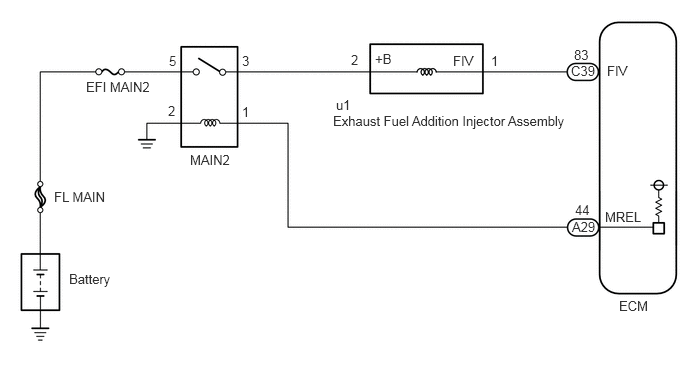 83
5
3
2
+B
FIV
1
C39
FIV
EFI MAIN2
2
1
u1
Exhaust Fuel Addition Injector Assembly
MAIN2
FL MAIN
44
MREL
A29
Battery
ECM